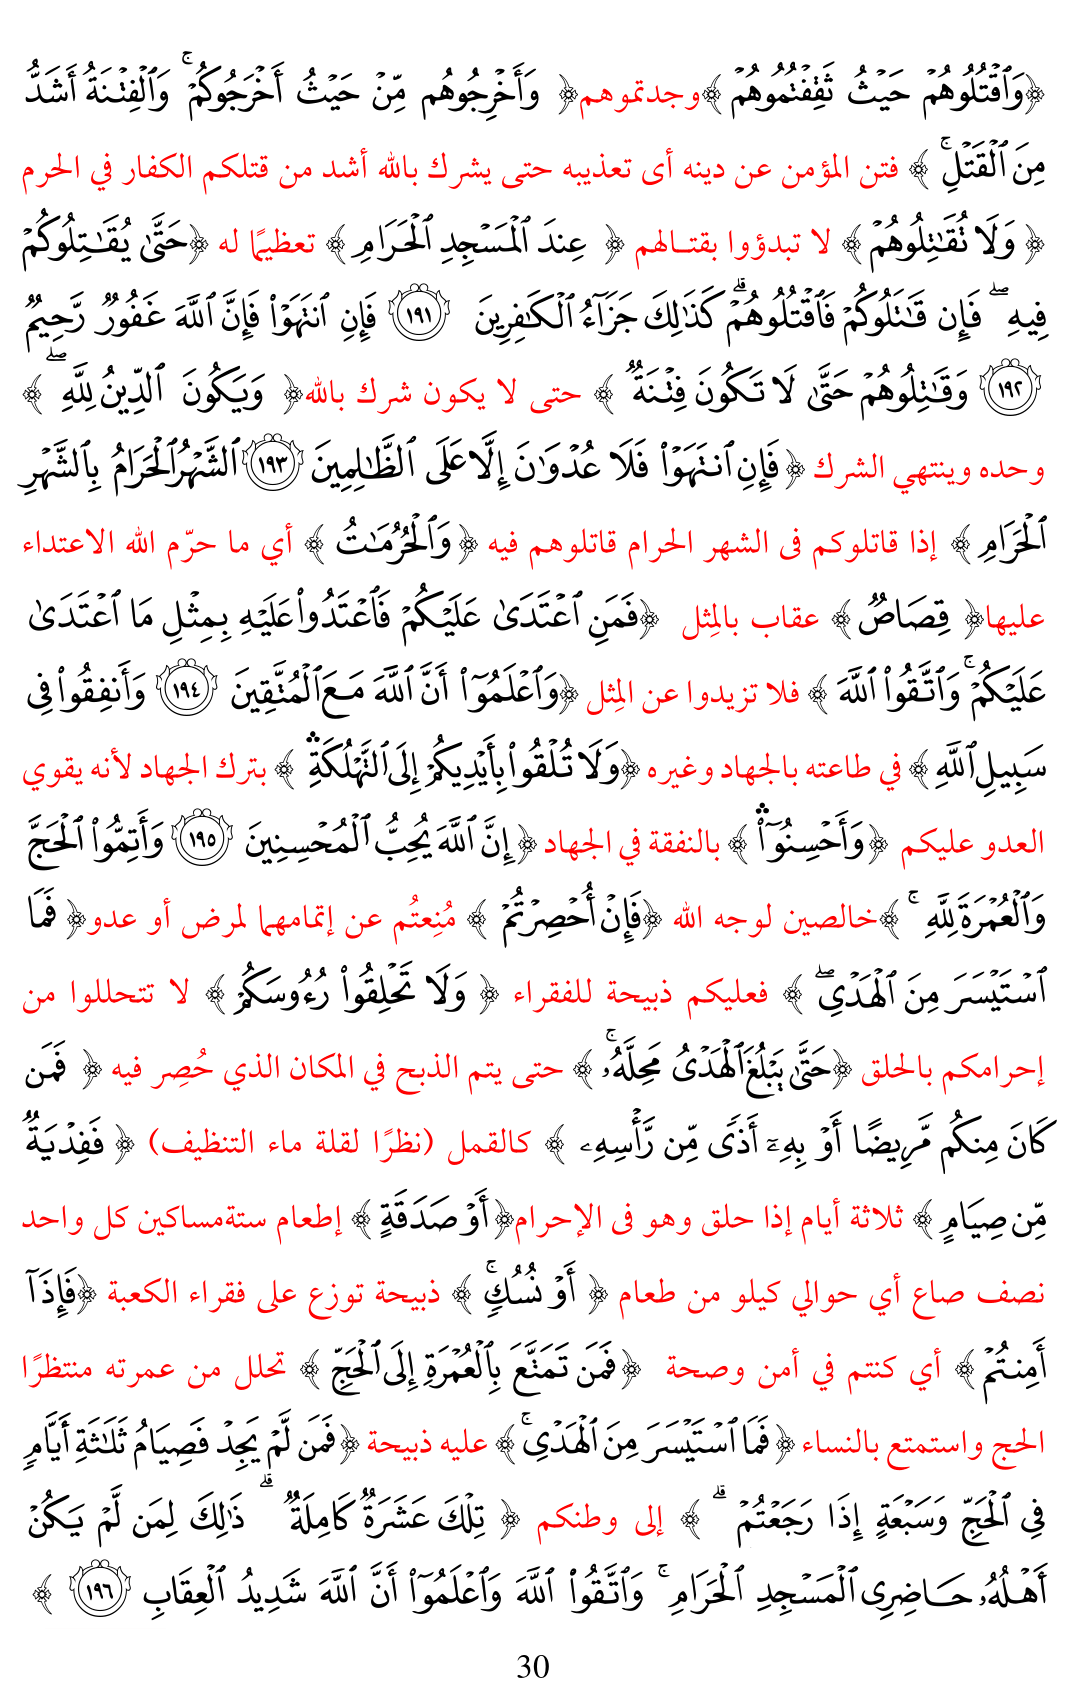 ﴿وَٱقۡتُلُوهُمۡ حَيۡثُ ثَقِفۡتُمُوهُمۡ ﴾وجدتموهم﴿ وَأَخۡرِجُوهُم مِّنۡ حَيۡثُ أَخۡرَجُوكُمۡۚ وَٱلۡفِتۡنَةُ أَشَدُّ
مِنَ ٱلۡقَتۡلِۚ ﴾ فتن المؤمن عن دينه أى تعذيبه حتى يشرك بالله أشد من قتلكم الكفار في الحرم
﴿ وَلَا تُقَٰتِلُوهُمۡ ﴾ لا تبدؤوا بقتـالهم ﴿ عِندَ ٱلۡمَسۡجِدِ ٱلۡحَرَامِ ﴾ تعظيمًا له ﴿حَتَّىٰ يُقَٰتِلُوكُمۡ
فِيهِۖ فَإِن قَٰتَلُوكُمۡ فَٱقۡتُلُوهُمۡۗ كَذَٰلِكَ جَزَآءُ ٱلۡكَٰفِرِينَ ١٩١ فَإِنِ ٱنتَهَوۡاْ فَإِنَّ ٱللَّهَ غَفُورٞ رَّحِيمٞ
١٩٢ وَقَٰتِلُوهُمۡ حَتَّىٰ لَا تَكُونَ فِتۡنَةٞ ﴾ حتى لا يكون شرك بالله﴿ وَيَكُونَ ٱلدِّينُ لِلَّهِۖ ﴾
وحده وينتهي الشرك ﴿ فَإِنِ ٱنتَهَوۡاْ فَلَا عُدۡوَٰنَ إِلَّا عَلَى ٱلظَّٰلِمِينَ ١٩٣ ٱلشَّهۡرُ ٱلۡحَرَامُ بِٱلشَّهۡرِ
ٱلۡحَرَامِ ﴾ إذا قاتلوكم فى الشهر الحرام قاتلوهم فيه ﴿ وَٱلۡحُرُمَٰتُ ﴾ أي ما حرّم الله الاعتداء
عليها﴿ قِصَاصٞ ﴾ عقاب بالمِثل ﴿فَمَنِ ٱعۡتَدَىٰ عَلَيۡكُمۡ فَٱعۡتَدُواْ عَلَيۡهِ بِمِثۡلِ مَا ٱعۡتَدَىٰ
عَلَيۡكُمۡۚ وَٱتَّقُواْ ٱللَّهَ ﴾ فلا تزيدوا عن المِثل ﴿وَٱعۡلَمُوٓاْ أَنَّ ٱللَّهَ مَعَ ٱلۡمُتَّقِينَ ١٩٤ وَأَنفِقُواْ فِي
سَبِيلِ ٱللَّهِ ﴾ في طاعته بالجهاد وغيره ﴿وَلَا تُلۡقُواْ بِأَيۡدِيكُمۡ إِلَى ٱلتَّهۡلُكَةِۛ ﴾ بترك الجهاد لأنه يقوي
العدو عليكم ﴿وَأَحۡسِنُوٓاْۛ ﴾ بالنفقة في الجهاد ﴿ إِنَّ ٱللَّهَ يُحِبُّ ٱلۡمُحۡسِنِينَ ١٩٥ وَأَتِمُّواْ ٱلۡحَجَّ
وَٱلۡعُمۡرَةَ لِلَّهِۚ ﴾خالصين لوجه الله ﴿فَإِنۡ أُحۡصِرۡتُمۡ ﴾ مُنِعتُم عن إتمامهما لمرض أو عدو﴿ فَمَا
ٱسۡتَيۡسَرَ مِنَ ٱلۡهَدۡيِۖ ﴾ فعليكم ذبيحة للفقراء ﴿ وَلَا تَحۡلِقُواْ رُءُوسَكُمۡ ﴾ لا تتحللوا من
إحرامكم بالحلق ﴿حَتَّىٰ يَبۡلُغَ ٱلۡهَدۡيُ مَحِلَّهُۥۚ ﴾ حتى يتم الذبح في المكان الذي حُصِر فيه ﴿ فَمَن
كَانَ مِنكُم مَّرِيضًا أَوۡ بِهِۦٓ أَذٗى مِّن رَّأۡسِهِۦ ﴾ كالقمل (نظرًا لقلة ماء التنظيف) ﴿ فَفِدۡيَةٞ
مِّن صِيَامٍ ﴾ ثلاثة أيام إذا حلق وهو فى الإحرام﴿أَوۡ صَدَقَةٍ ﴾ إطعام ستةمساكين كل واحد
نصف صاع أي حوالي كيلو من طعام ﴿ أَوۡ نُسُكٖۚ ﴾ ذبيحة توزع على فقراء الكعبة ﴿فَإِذَآ
أَمِنتُمۡ ﴾ أي كنتم في أمن وصحة ﴿فَمَن تَمَتَّعَ بِٱلۡعُمۡرَةِ إِلَى ٱلۡحَجِّ ﴾ تحلل من عمرته منتظرًا
الحج واستمتع بالنساء ﴿فَمَا ٱسۡتَيۡسَرَ مِنَ ٱلۡهَدۡيِۚ ﴾ عليه ذبيحة ﴿فَمَن لَّمۡ يَجِدۡ فَصِيَامُ ثَلَٰثَةِ أَيَّامٖ
فِي ٱلۡحَجِّ وَسَبۡعَةٍ إِذَا رَجَعۡتُمۡۗ ﴾ إلى وطنكم ﴿ تِلۡكَ عَشَرَةٞ كَامِلَةٞۗ ذَٰلِكَ لِمَن لَّمۡ يَكُنۡ
أَهۡلُهُۥ حَاضِرِي ٱلۡمَسۡجِدِ ٱلۡحَرَامِۚ وَٱتَّقُواْ ٱللَّهَ وَٱعۡلَمُوٓاْ أَنَّ ٱللَّهَ شَدِيدُ ٱلۡعِقَابِ ١٩٦ ﴾
30